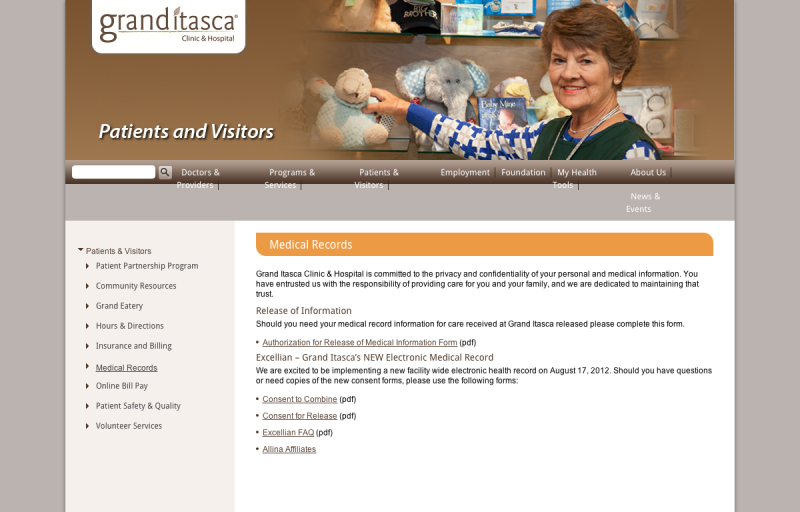 granditasca®
Clinic & Hospital
BIG
BROTHER
Baby Mine
Patients and Visitors
Doctors & Providers
Programs & Services
Patients & Visitors
Employment
Foundation
My Health Tools
About Us
News & Events
Patients & Visitors
Patient Partnership Program
Community Resources
Grand Eatery
Hours & Directions
Insurance and Billing
Medical Records
Online Bill Pay
Patient Safety & Quality
Volunteer Services
Medical Records
Grand Itasca Clinic & Hospital is committed to the privacy and confidentiality of your personal and medical information. You
have entrusted us with the responsibility of providing care for you and your family, and we are dedicated to maintaining that
trust.
Release of Information
Should you need your medical record information for care received at Grand Itasca released please complete this form.
• Authorization for Release of Medical Information Form (pdf)
Excellian – Grand Itasca's NEW Electronic Medical Record
We are excited to be implementing a new facility wide electronic health record on August 17, 2012. Should you have questions
or need copies of the new consent forms, please use the following forms:
• Consent to Combine (pdf)
• Consent for Release (pdf)
• Excellian FAQ (pdf)
• Allina Affiliates